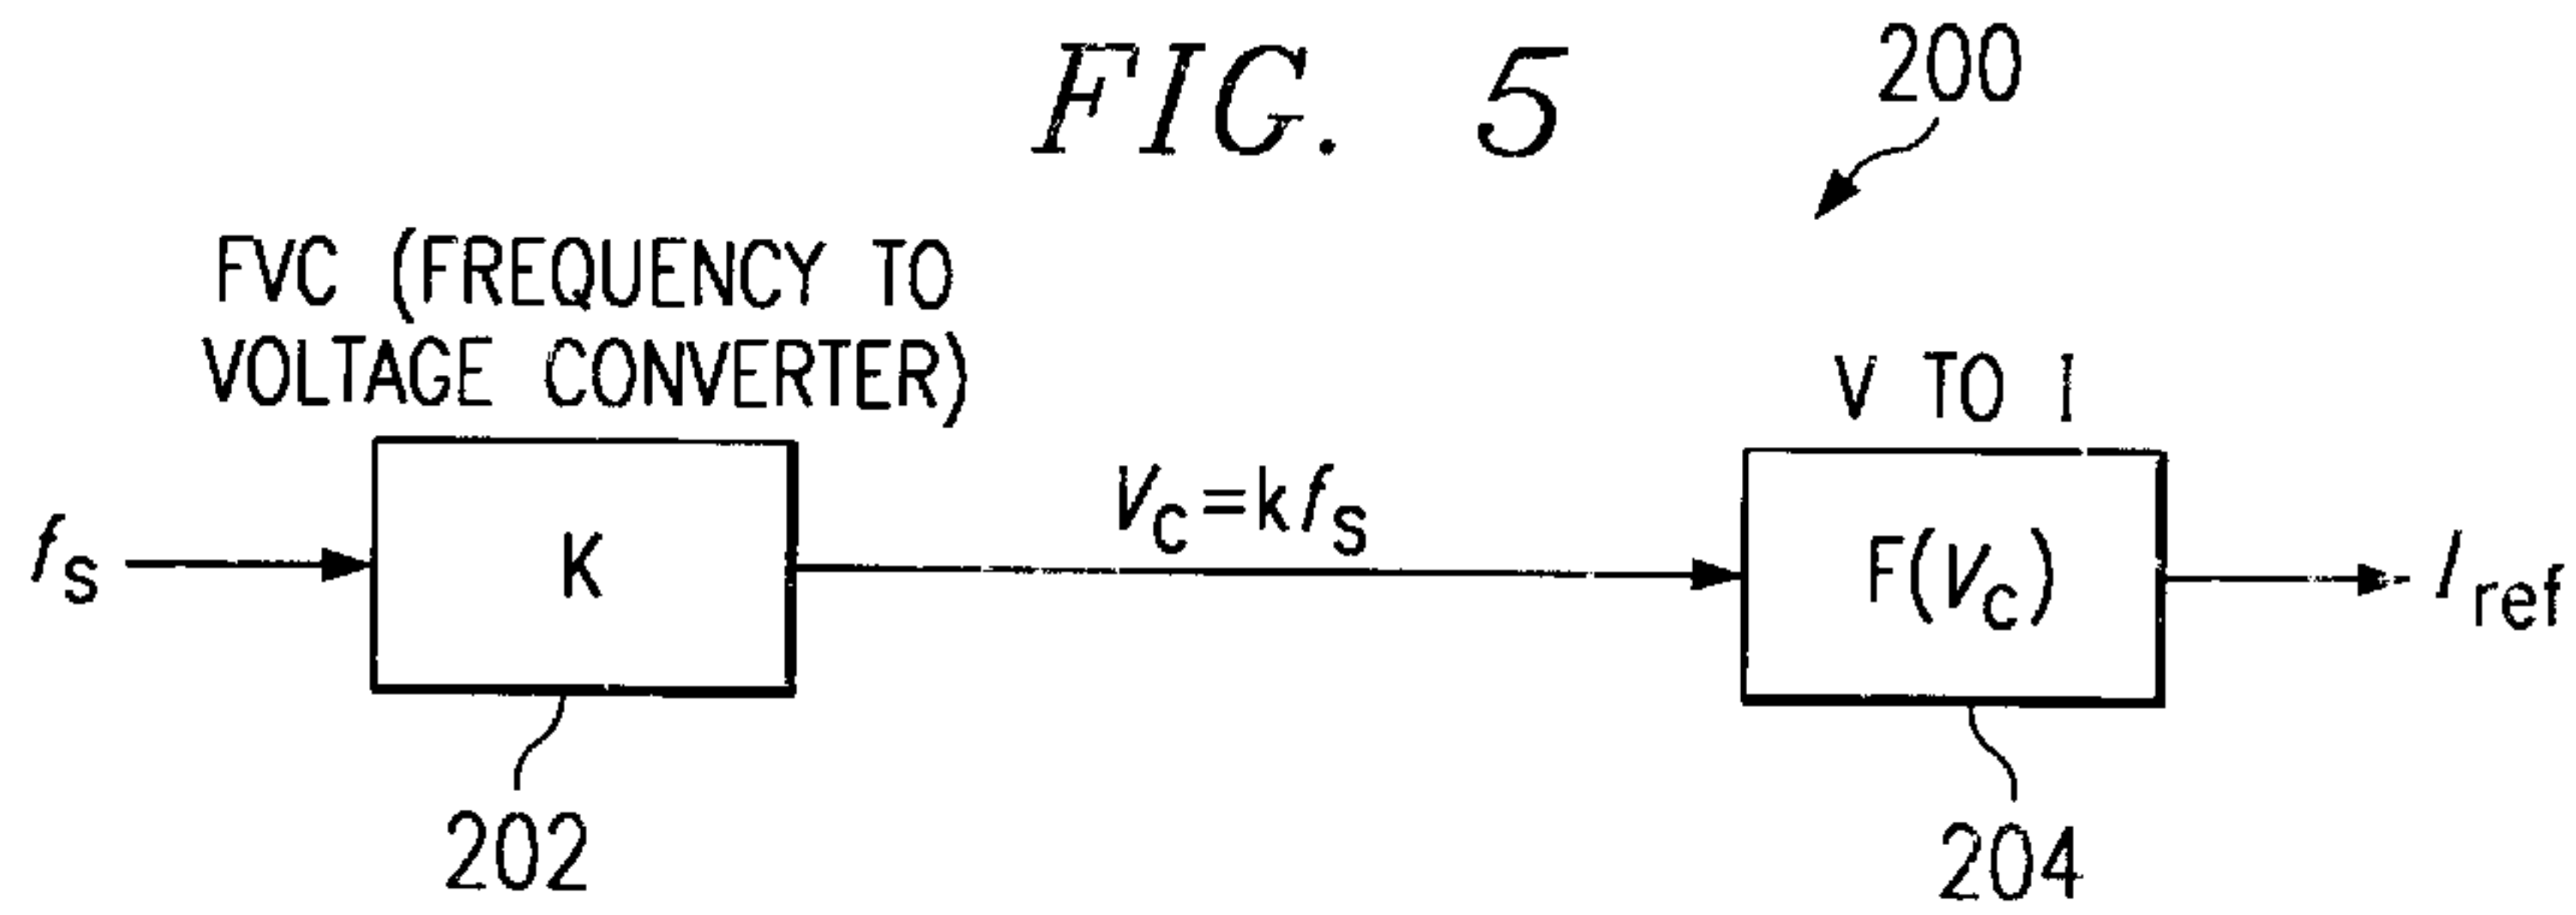 FIG. 5
200
FVC (FREQUENCY TO
VOLTAGE CONVERTER)
V TO I
fs
K
Vc=kfs
F(Vc)
Iref
202
204